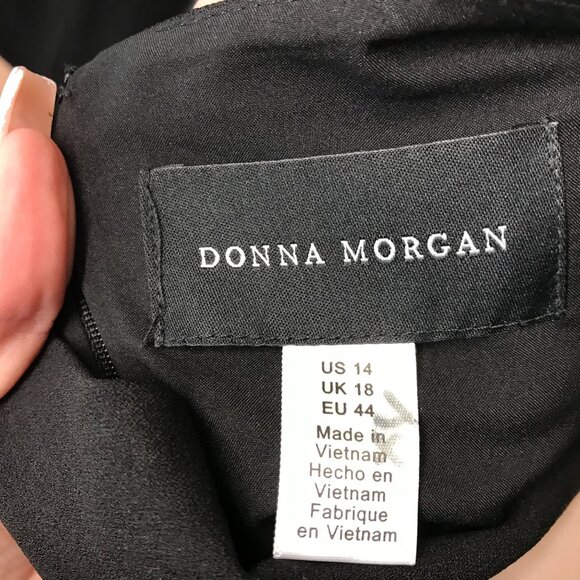 DONNA MORGAN
US 14
UK 18
EU 44
Made in
Vietnam
Hecho en
Vietnam
Fabrique
en Vietnam